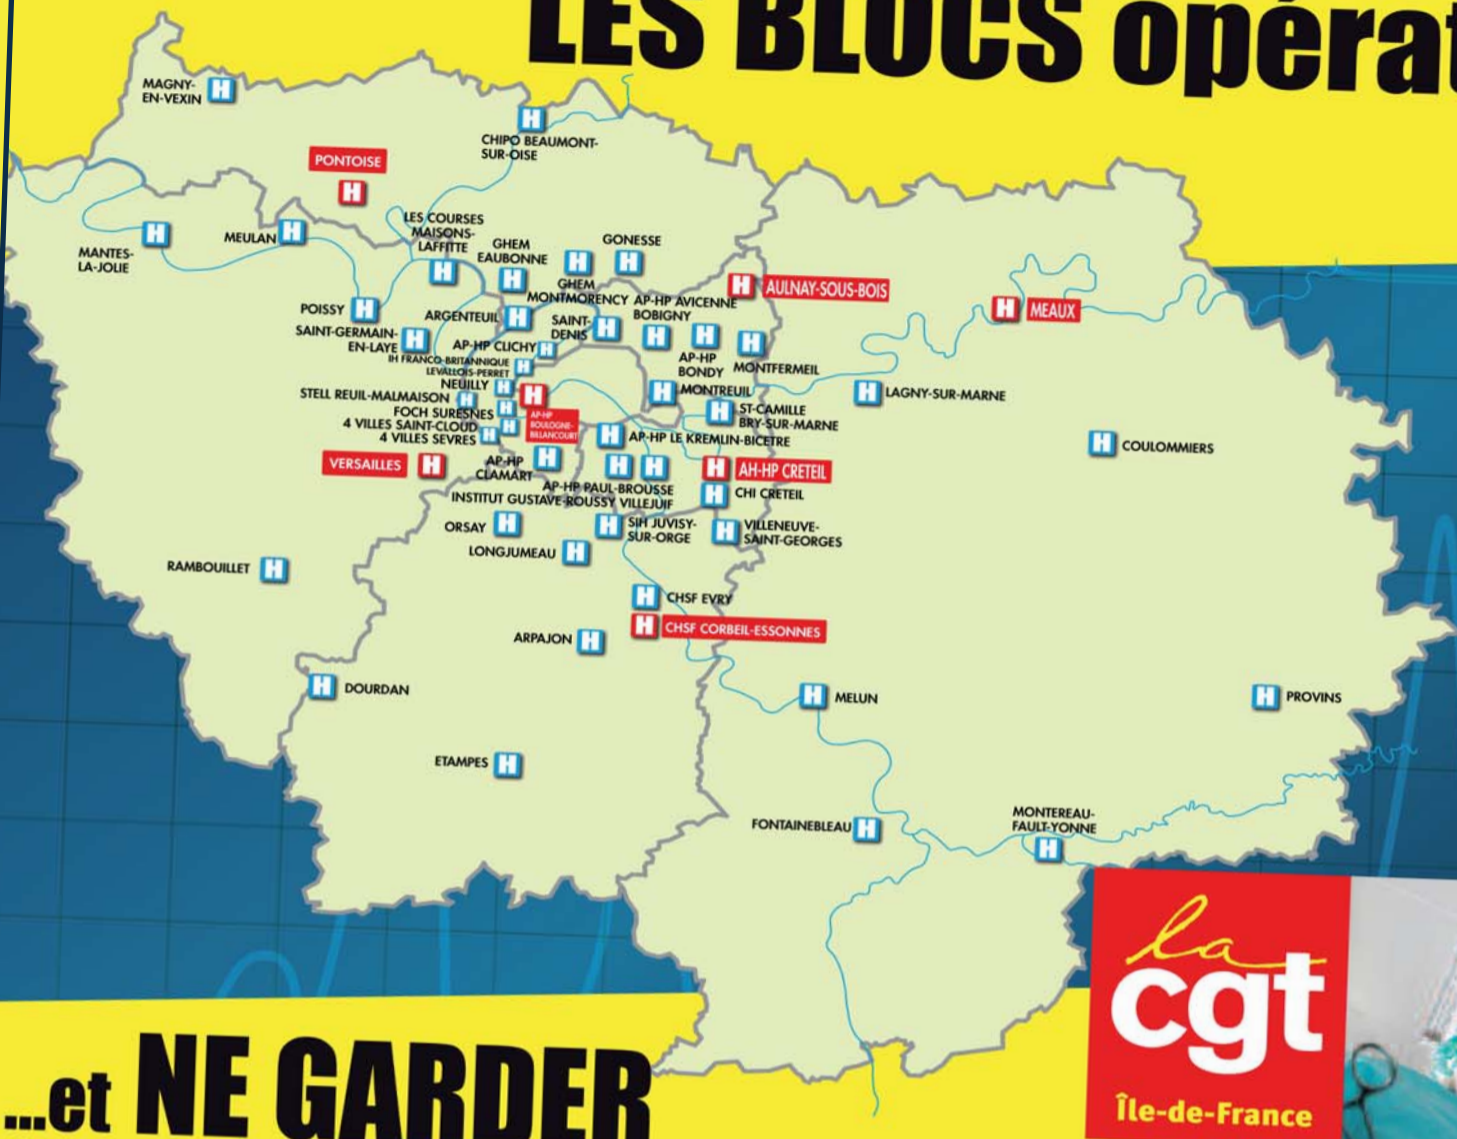 LES BLOCS opérat
MAGNY-
EN-VEXIN
CHIPO BEAUMONT-
SUR-OISE
PONTOISE
LES COURSES
MAISONS-
LAFFITTE
MEULAN
MANTES-
LA-JOLIE
GHEM
EAUBONNE
GONESSE
GHEM
MONTMORENCY
AULNAY-SOUS-BOIS
MEAUX
POISSY
ARGENTEUIL
SAINT-
DENIS
AP-HP AVICENNE
BOBIGNY
SAINT-GERMAIN-
EN-LAYE
AP-HP CLICHY
IH FRANCO-BRITANNIQUE
LEVALLOIS-PERRET
AP-HP
BONDY
MONTFERMEIL
NEUILLY
MONTREUIL
LAGNY-SUR-MARNE
STELL REUIL-MALMAISON
FOCH SURESNES
4 VILLES SAINT-CLOUD
4 VILLES SEVRES
AP-HP
BOULOGNE-
BILLANCOURT
ST-CAMILLE
BRY-SUR-MARNE
AP-HP LE KREMLIN-BICETRE
COULOMMIERS
VERSAILLES
AP-HP
CLAMART
AH-HP CRETEIL
AP-HP PAUL-BROUSSE
INSTITUT GUSTAVE-ROUSSY VILLEJUIF
CHI CRETEIL
ORSAY
SIH JUVISY-
SUR-ORGE
VILLENEUVE-
SAINT-GEORGES
LONGJUMEAU
RAMBOUILLET
CHSF EVRY
CHSF CORBEIL-ESSONNES
ARPAJON
DOURDAN
MELUN
PROVINS
ETAMPES
FONTAINEBLEAU
MONTEREAU-
FAULT-YONNE
la
cgt
Île-de-France
...et NE GARDER